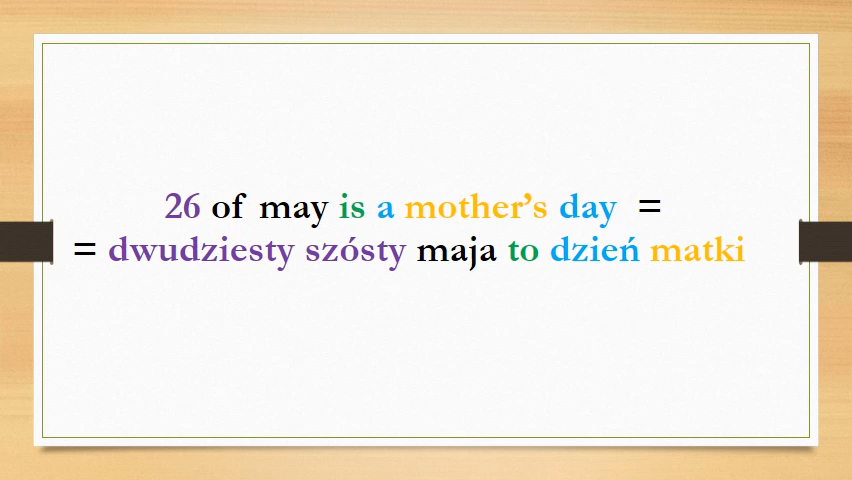 26 of may is a mother’s day =
= dwudziesty szósty maja to dzień matki